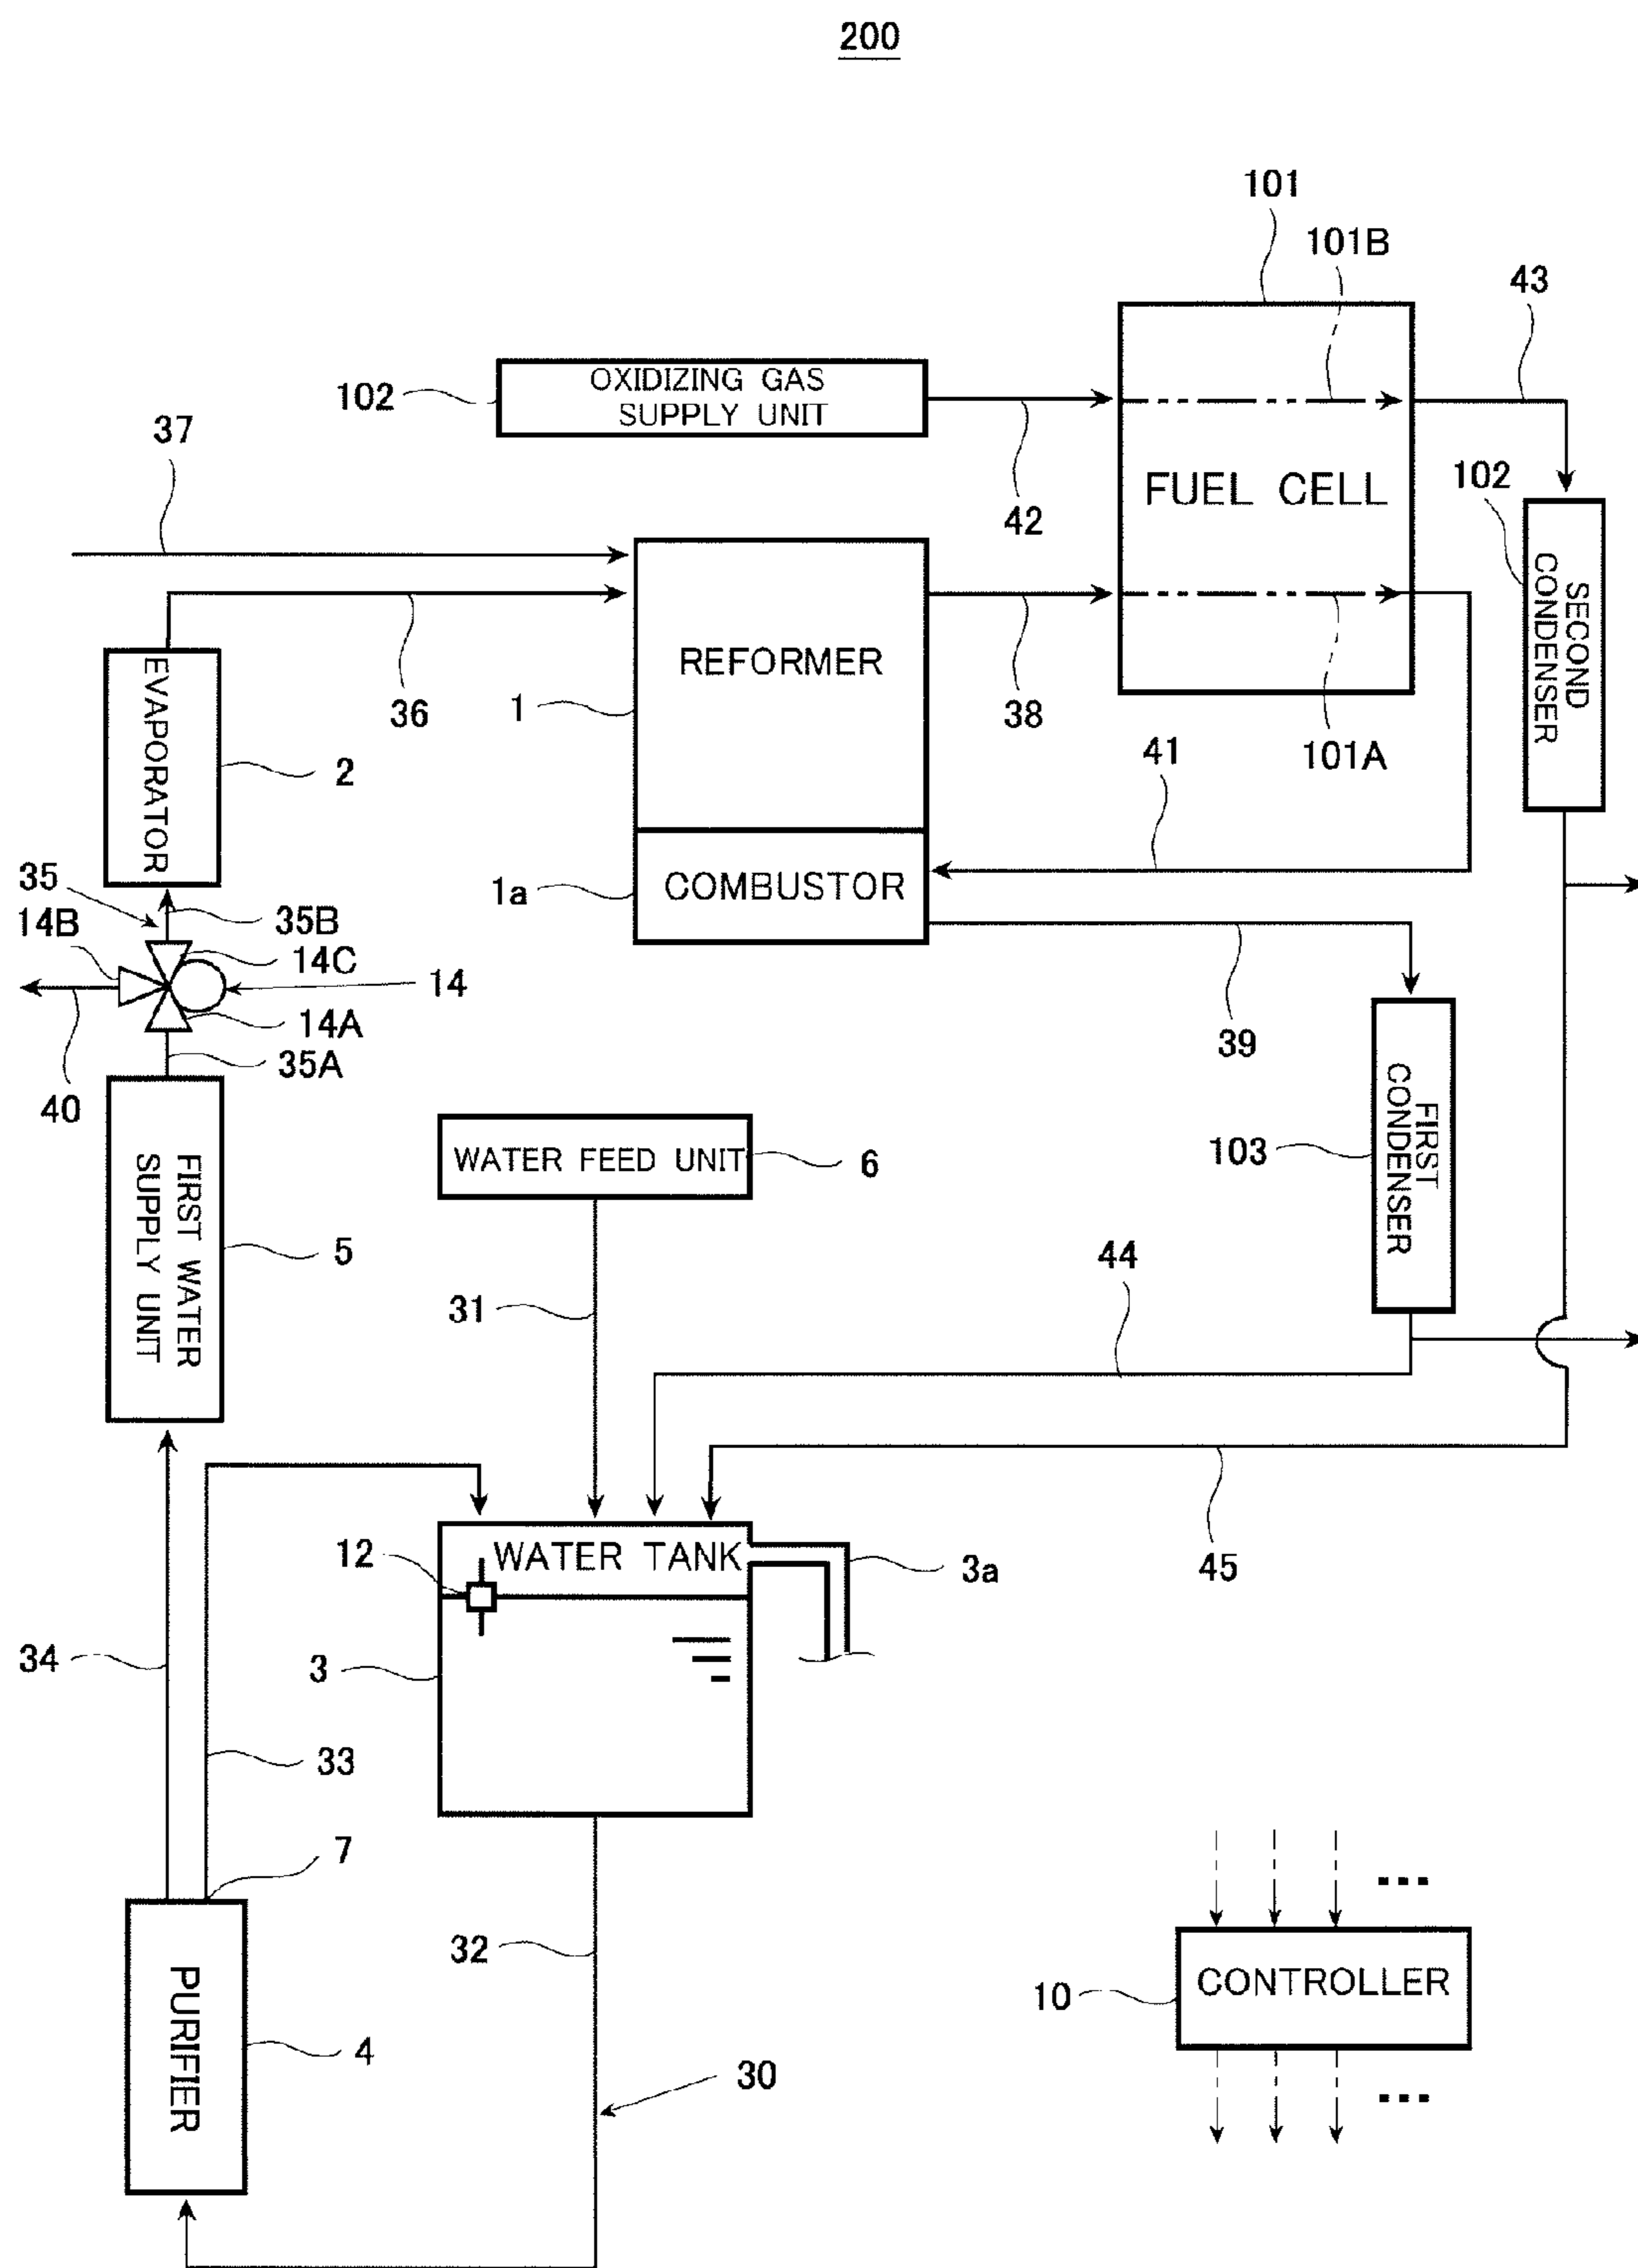 200
101
101B
43
OXIDIZING GAS
SUPPLY UNIT
102
37
42
FUEL CELL
102
SECOND
CONDENSER
REFORMER
1
36
38
101A
41
EVAPORATOR
2
35
14B
35B
14C
14
14A
35A
40
1a
COMBUSTOR
39
FIRST
CONDENSER
103
WATER FEED UNIT
6
FIRST WATER
SUPPLY UNIT
5
31
44
12
WATER TANK
3a
45
34
3
33
7
32
PURIFIER
4
30
...
10
CONTROLLER
...